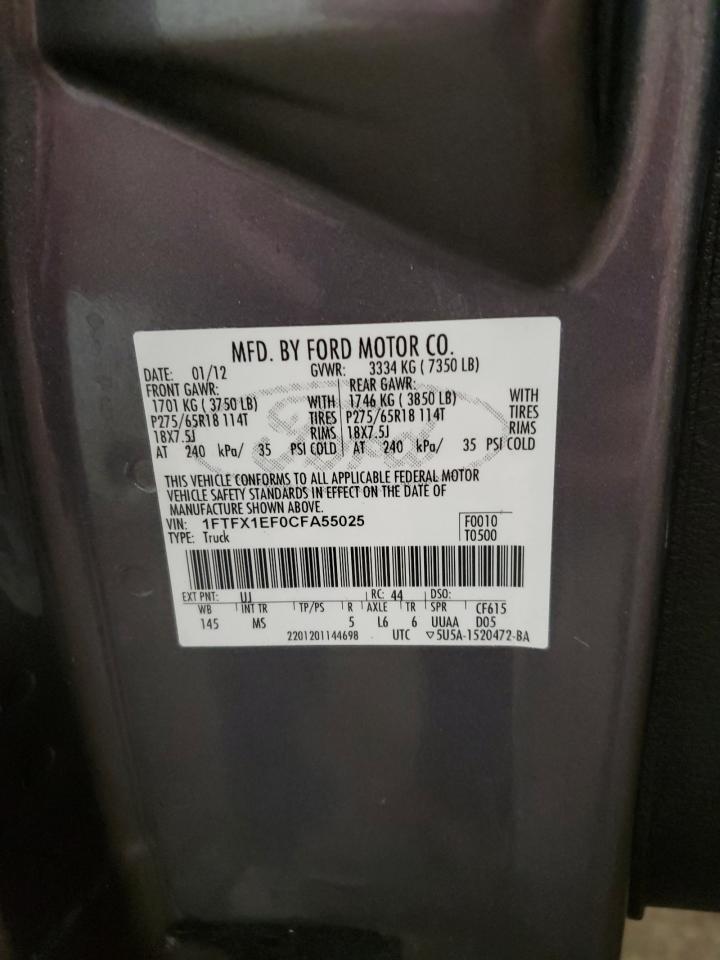 MFD. BY FORD MOTOR CO.
DATE: 01/12 GVWR: 3334 KG ( 7350 LB)
FRONT GAWR: REAR GAWR:
1701 KG ( 3750 LB) WITH 1746 KG ( 3850 LB) WITH
P275/65R18 114T TIRES P275/65R18 114T TIRES
18X7.5J RIMS 18X7.5J RIMS
AT 240 kPa/ 35 PSI COLD AT 240 kPa/ 35 PSI COLD
Ford
THIS VEHICLE CONFORMS TO ALL APPLICABLE FEDERAL MOTOR
VEHICLE SAFETY STANDARDS IN EFFECT ON THE DATE OF
MANUFACTURE SHOWN ABOVE.
VIN: 1FTFX1EF0CFA55025 F0010
TYPE: Truck T0500
EXT PNT: UJ RC: 44 DSO:
WB INT TR TP/PS R AXLE TR SPR CF615
145 MS 5 L6 6 UUAA D05
2201201144698 UTC ▽5U5A-1520472-BA